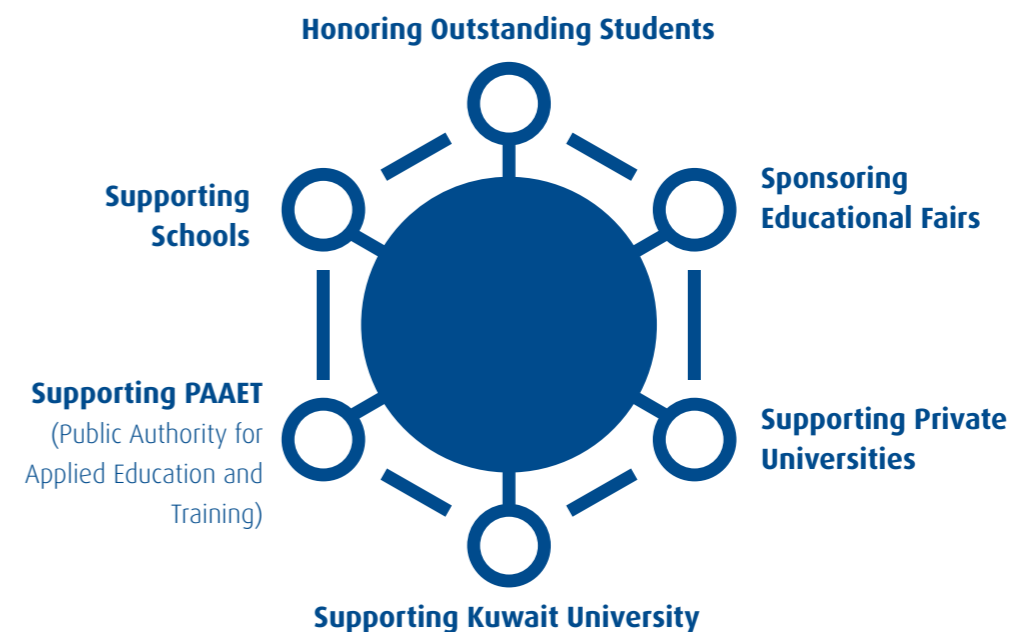 Honoring Outstanding Students
Sponsoring
Educational Fairs
Supporting
Schools
Supporting PAAET
(Public Authority for
Applied Education and
Training)
Supporting Private
Universities
Supporting Kuwait University